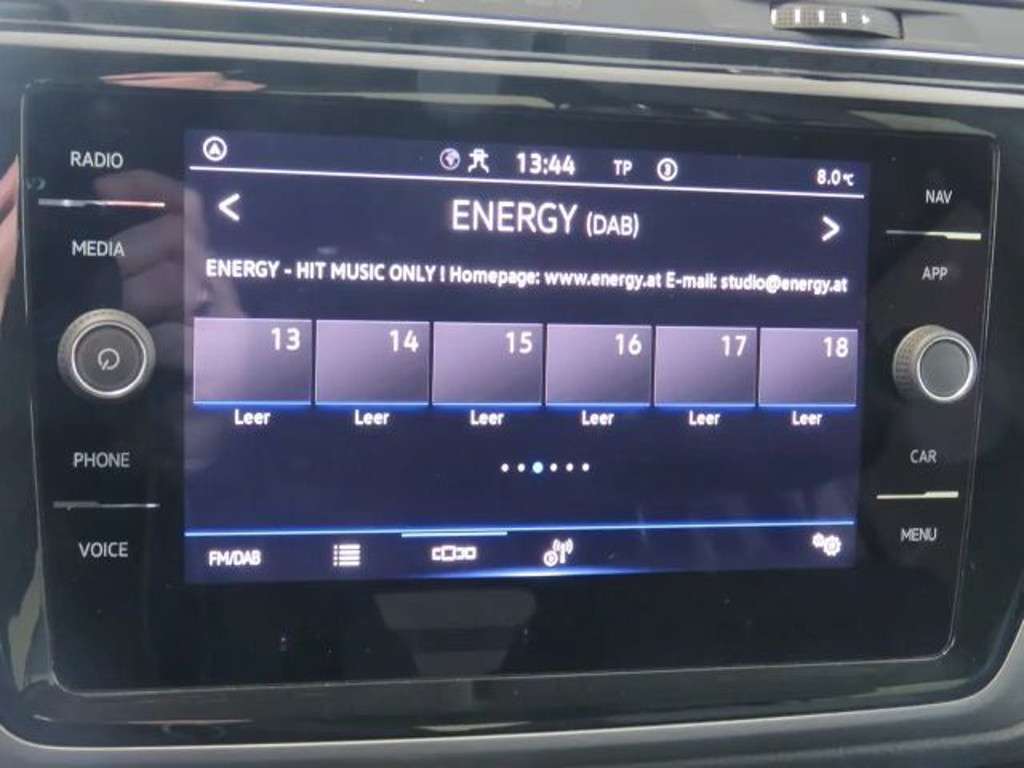 RADIO
MEDIA
PHONE
VOICE
A
13:44 TP 3 8.0°C
< ENERGY (DAB) >
ENERGY - HIT MUSIC ONLY I Homepage: www.energy.at E-mail: studio@energy.at
13 14 15 16 17 18
Leer Leer Leer Leer Leer Leer
FM/DAB
NAV
APP
CAR
MENU